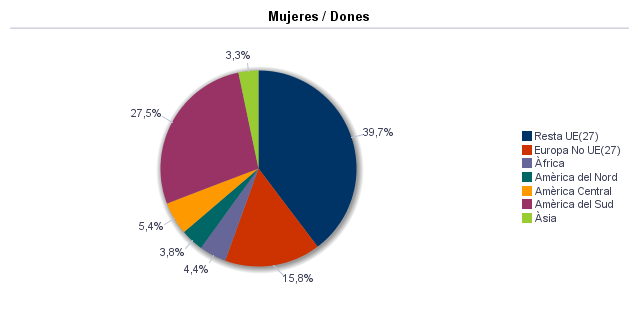 Mujeres / Dones
3,3%
27,5%
39,7%
5,4%
3,8%
4,4%
15,8%
Resta UE(27)
Europa No UE(27)
Àfrica
Amèrica del Nord
Amèrica Central
Amèrica del Sud
Àsia